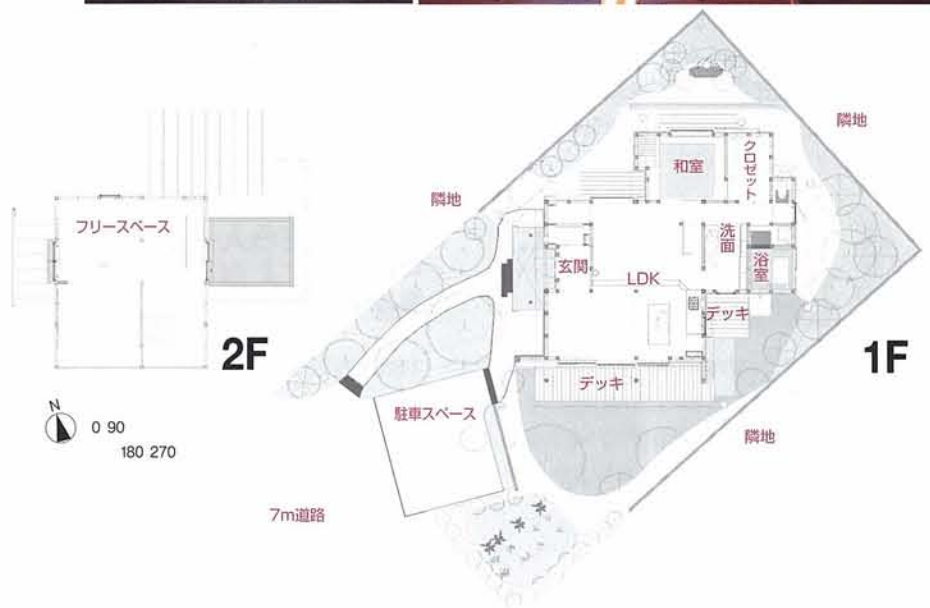 フリースペース
2F
N
0 90
180 270
隣地
隣地
和室
クロゼット
玄関
LDK
洗面
浴室
デッキ
デッキ
1F
駐車スペース
隣地
7m道路